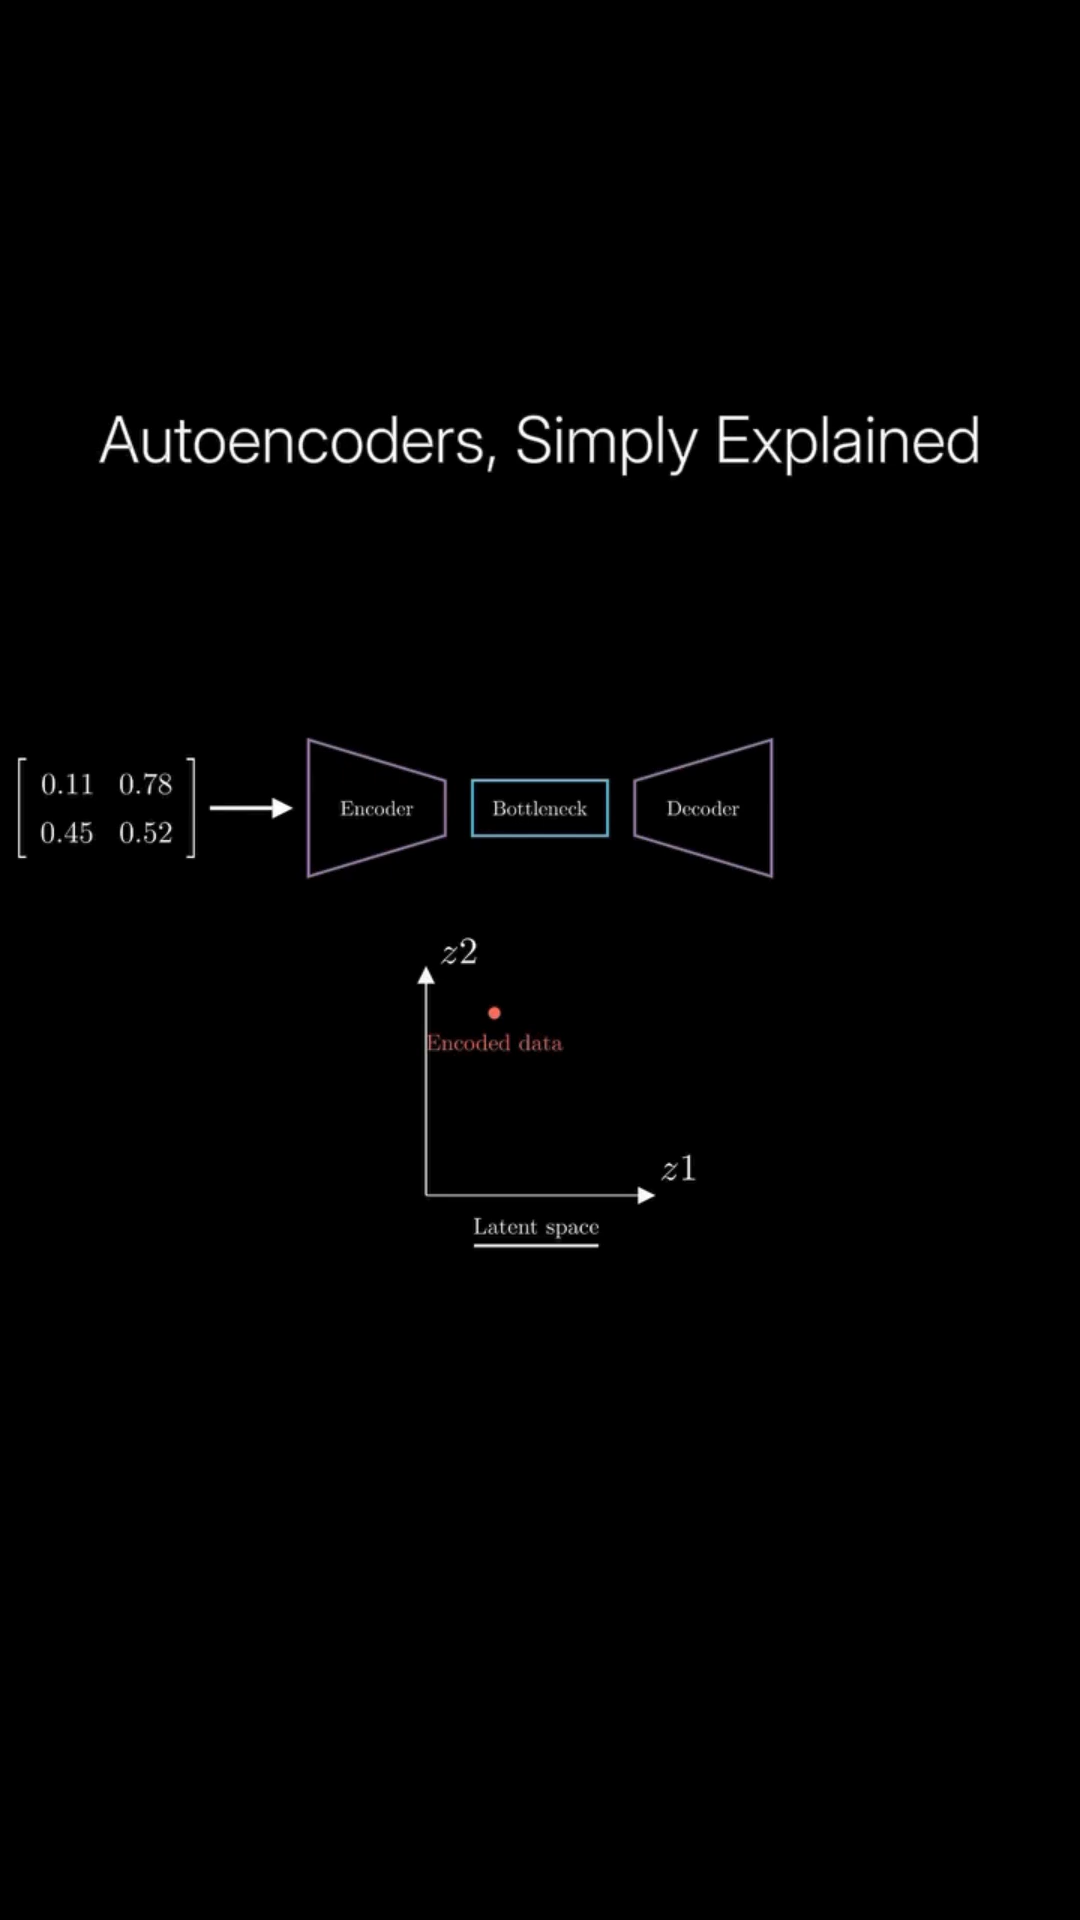 Autoencoders, Simply Explained
0.11 0.78
0.45 0.52
Encoder
Bottleneck
Decoder
z2
Encoded data
z1
Latent space